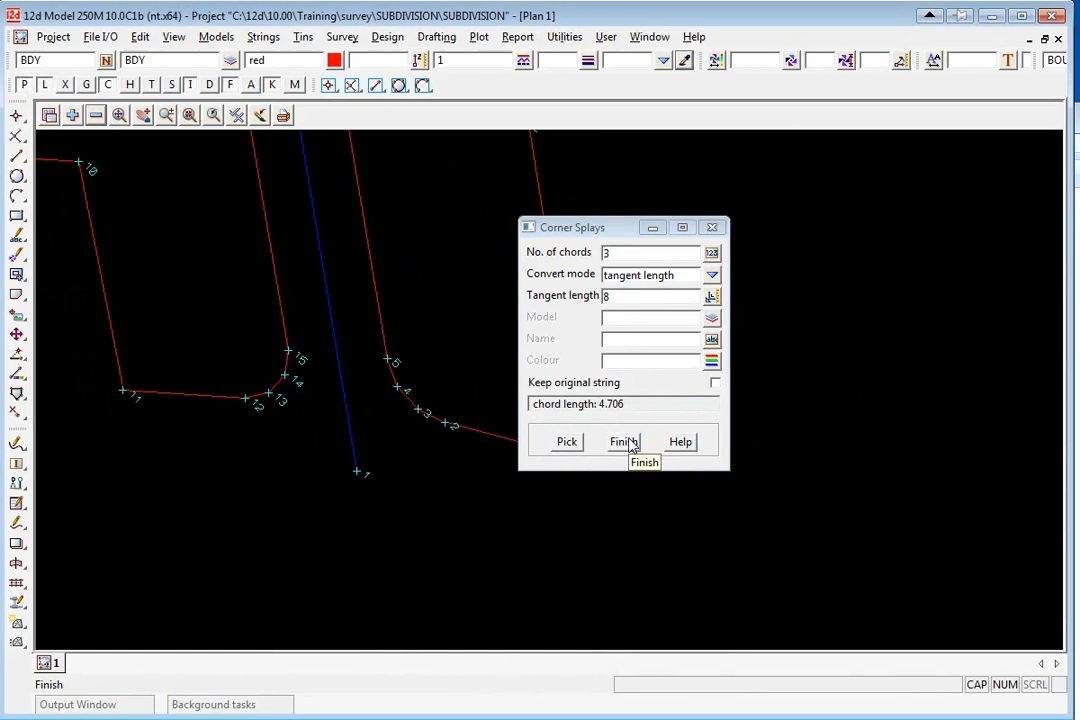 12d Model 250M 10.0C1b (nt.x64) - Project "C:\12d\10.00\Training\survey\SUBDIVISION\SUBDIVISION" - [Plan 1]
Project File I/O Edit View Models Strings Tins Survey Design Drafting Plot Report Utilities User Window Help
BDY BDY red 1 BOU
P L X G C H T S I D F A K M
10
15
14
13
12
11
5
4
3
2
1
Corner Splays
No. of chords 3
Convert mode tangent length
Tangent length 8
Model
Name
Colour
Keep original string
chord length: 4.706
Pick Finish Help
Finish
1
Finish CAP NUM SCRL
Output Window Background tasks